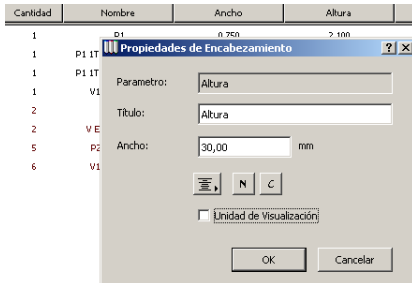 Cantidad Nombre Ancho Altura
1 P1 0,750 2,100
1 P1 1T
1 P1 1T
1 V1
2
2 V E
5 P2
6 V1
Propiedades de Encabezamiento
Parametro: Altura
Título: Altura
Ancho: 30,00 mm
N C
Unidad de Visualización
OK Cancelar